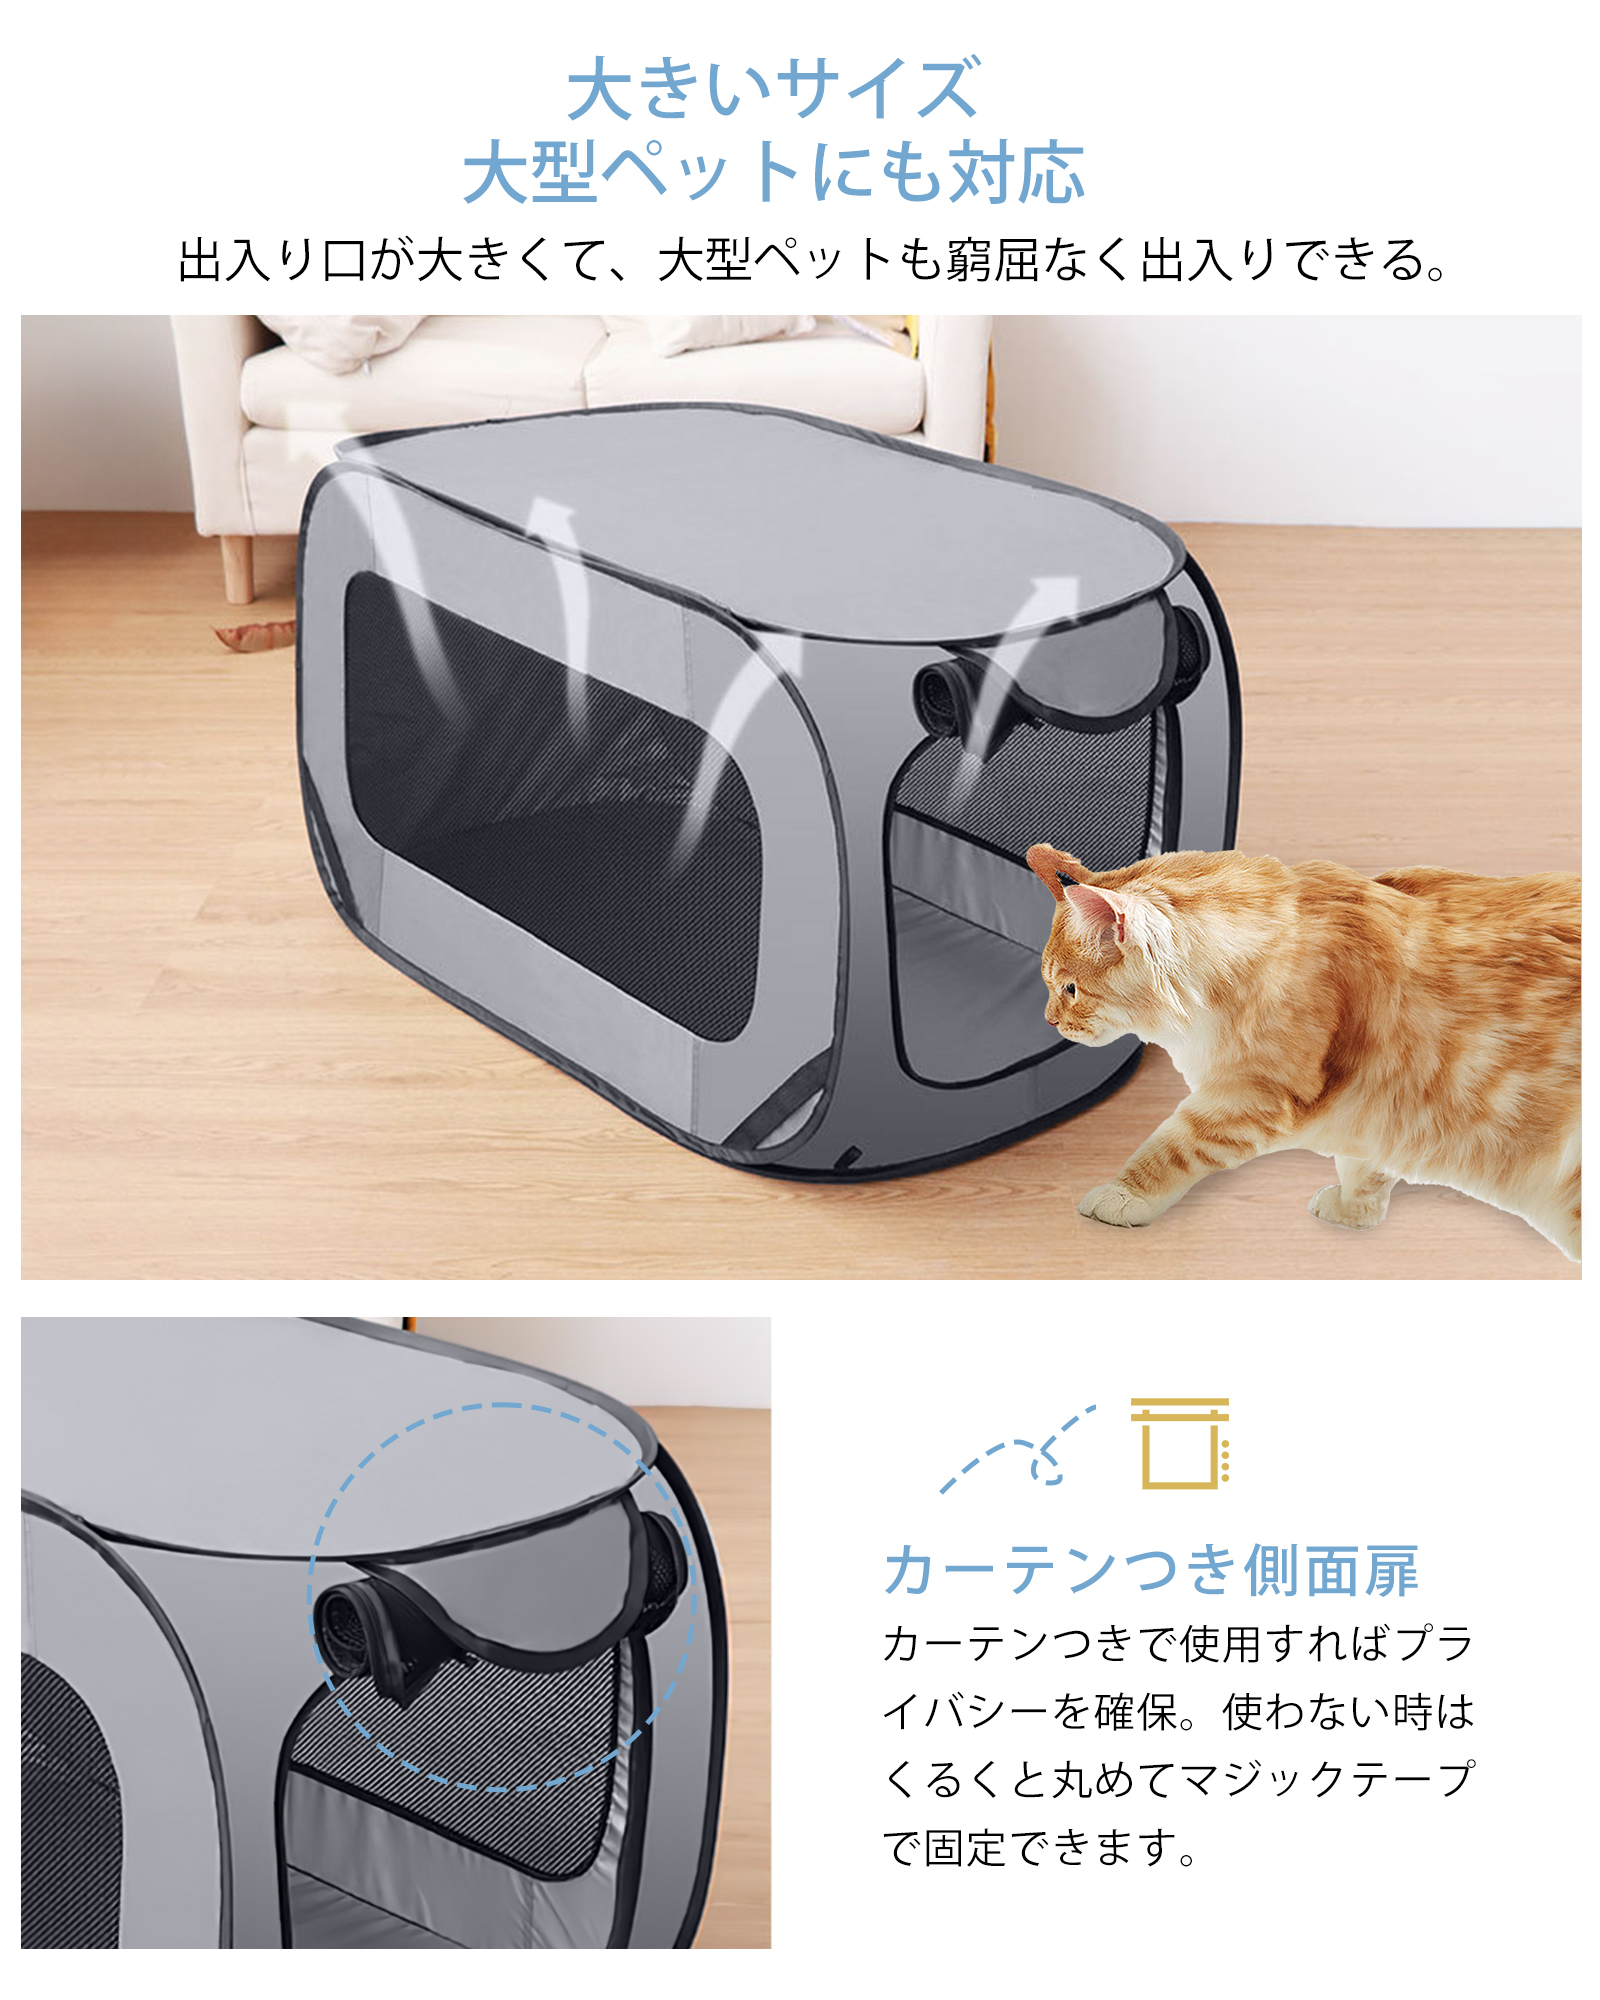 大きいサイズ
大型ペットにも対応
出入り口が大きくて、大型ペットも窮屈なく出入りできる。
カーテンつき側面扉
カーテンつきで使用すればプラ
イバシーを確保。使わない時は
くるくと丸めてマジックテープ
で固定できます。